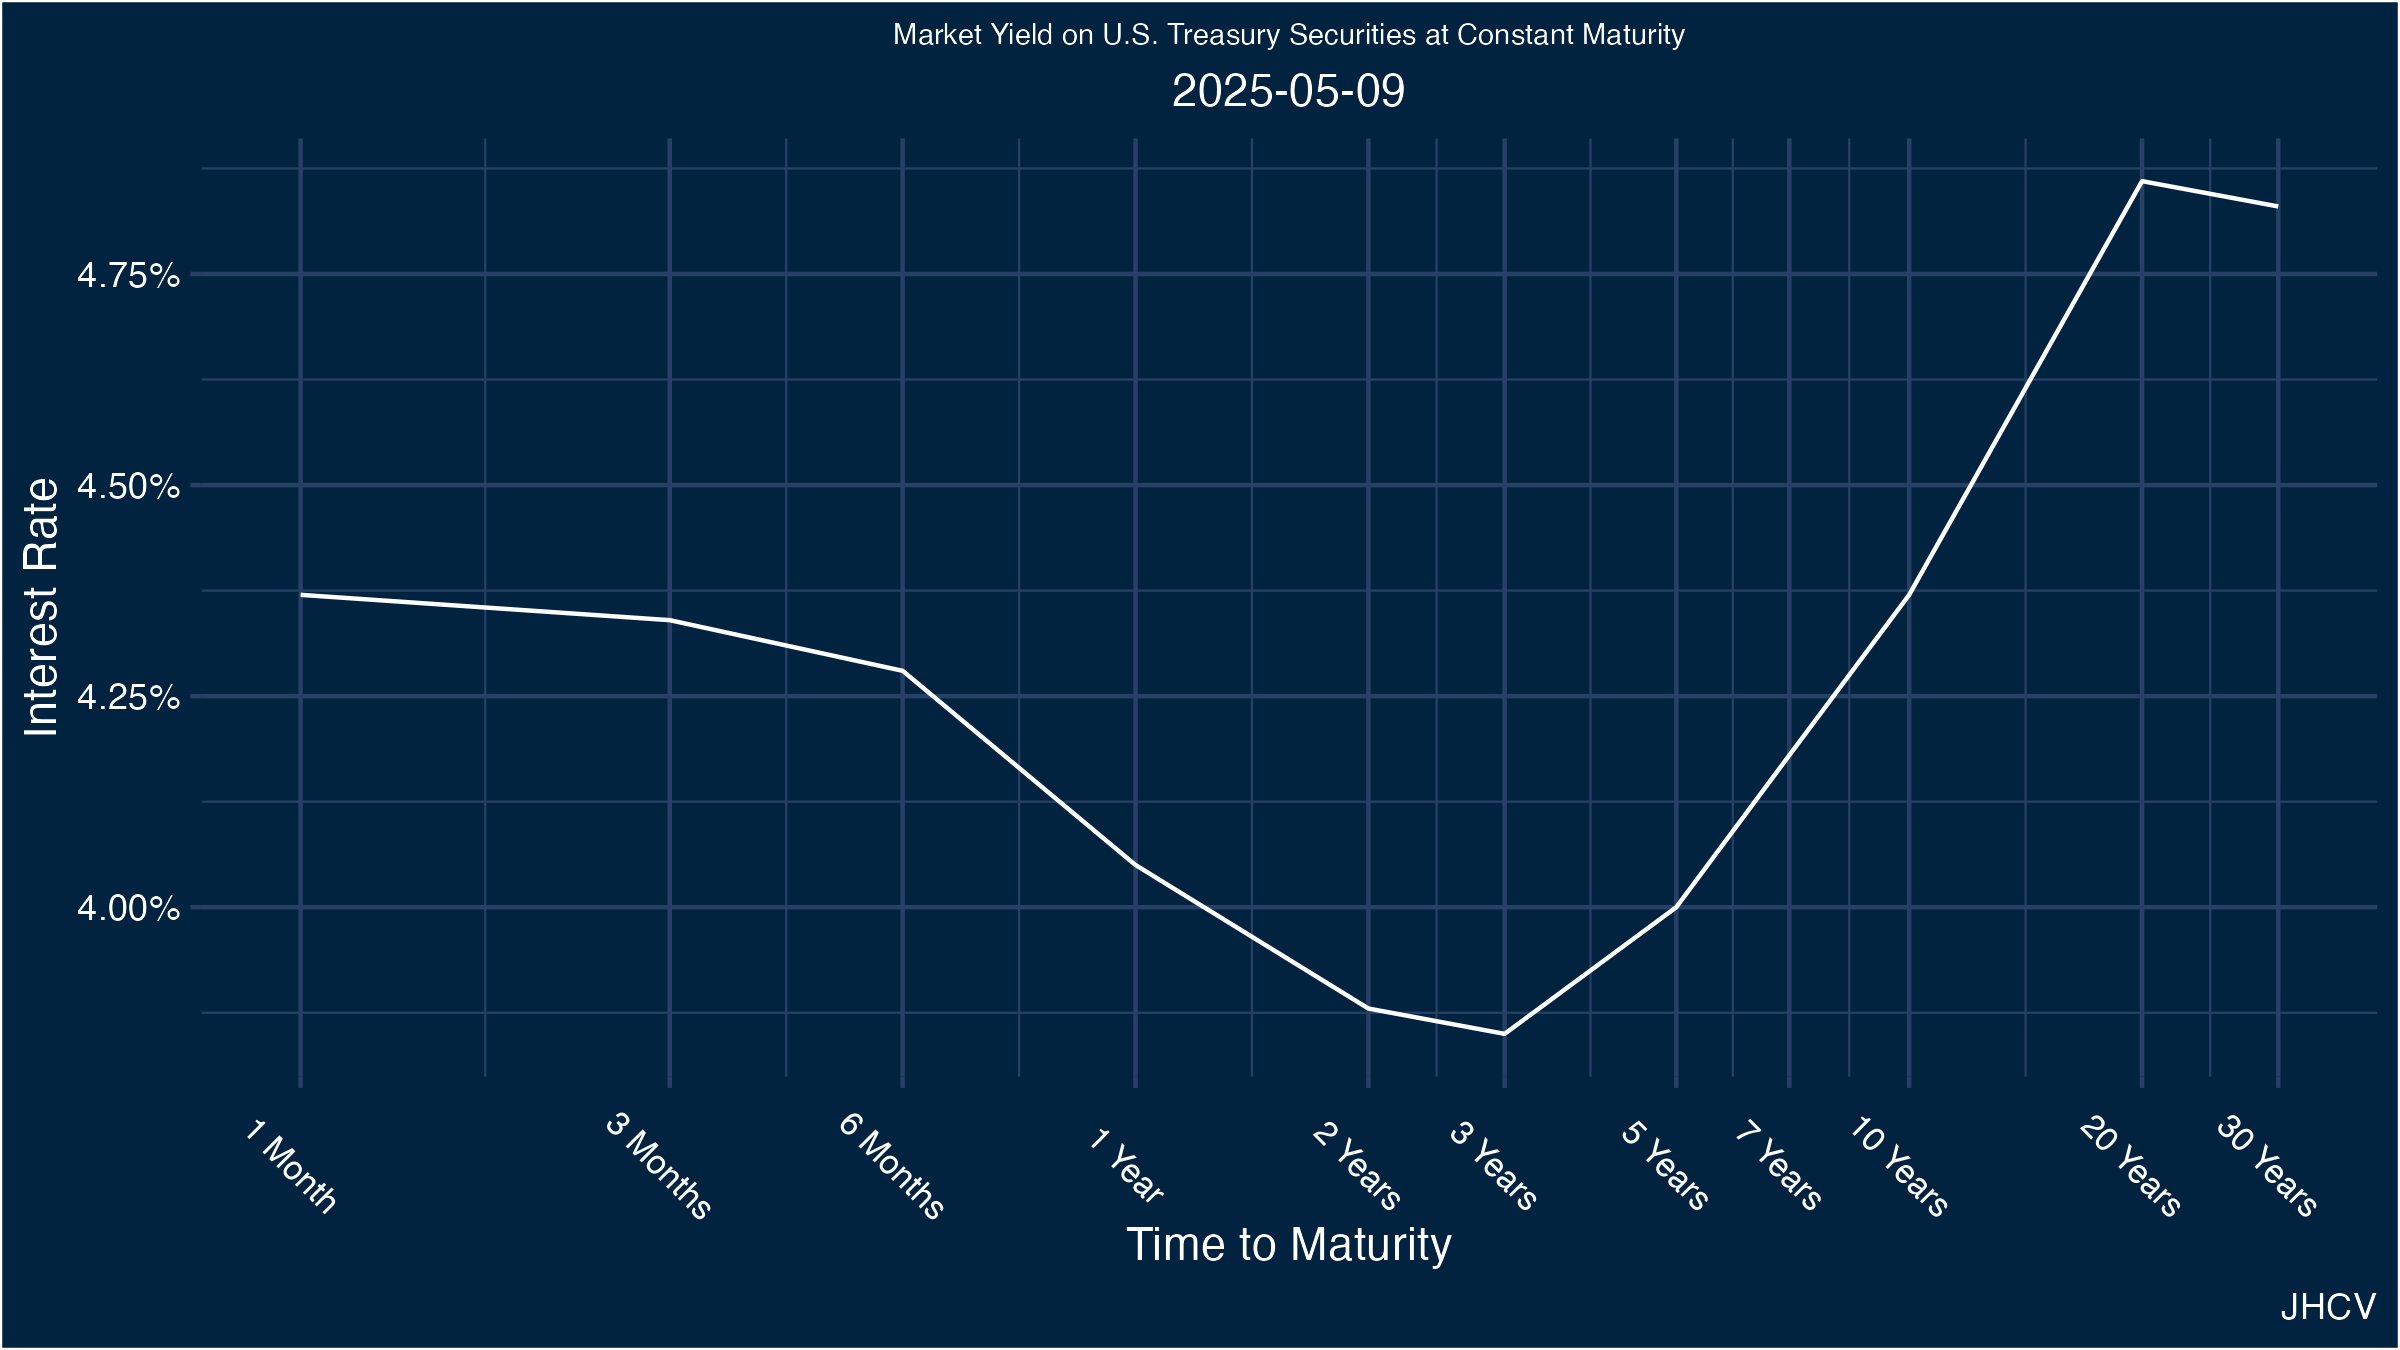 Market Yield on U.S. Treasury Securities at Constant Maturity
2025-05-09
Interest Rate
4.75%
4.50%
4.25%
4.00%
1 Month
3 Months
6 Months
1 Year
2 Years
3 Years
5 Years
7 Years
10 Years
20 Years
30 Years
Time to Maturity
JHCV